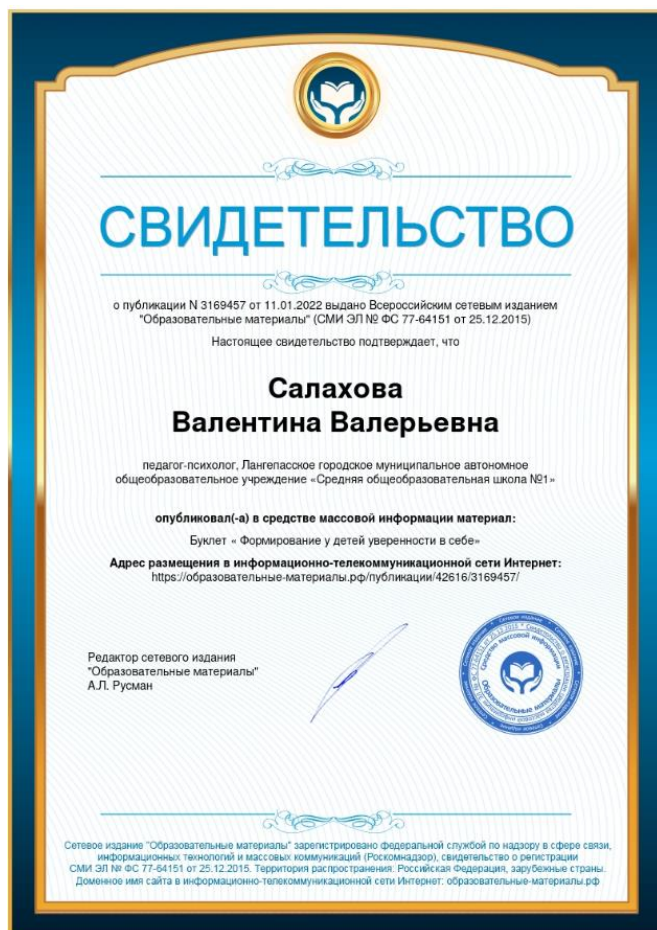 СВИДЕТЕЛЬСТВО
о публикации N 3169457 от 11.01.2022 выдано Всероссийским сетевым изданием
"Образовательные материалы" (СМИ ЭЛ № ФС 77-64151 от 25.12.2015)
Настоящее свидетельство подтверждает, что
Салахова
Валентина Валерьевна
педагог-психолог, Лангепасское городское муниципальное автономное
общеобразовательное учреждение «Средняя общеобразовательная школа №1»
опубликовал(-а) в средстве массовой информации материал:
Буклет « Формирование у детей уверенности в себе»
Адрес размещения в информационно-телекоммуникационной сети Интернет:
https://образовательные-материалы.рф/публикации/42616/3169457/
Редактор сетевого издания
"Образовательные материалы"
А.Л. Русман
Средство массовой информации
Образовательные материалы
Сетевое издание "Образовательные материалы" зарегистрировано федеральной службой по надзору в сфере связи,
информационных технологий и массовых коммуникаций (Роскомнадзор), свидетельство о регистрации
СМИ ЭЛ № ФС 77-64151 от 25.12.2015. Территория распространения: Российская Федерация, зарубежные страны.
Доменное имя сайта в информационно-телекоммуникационной сети Интернет: образовательные-материалы.рф